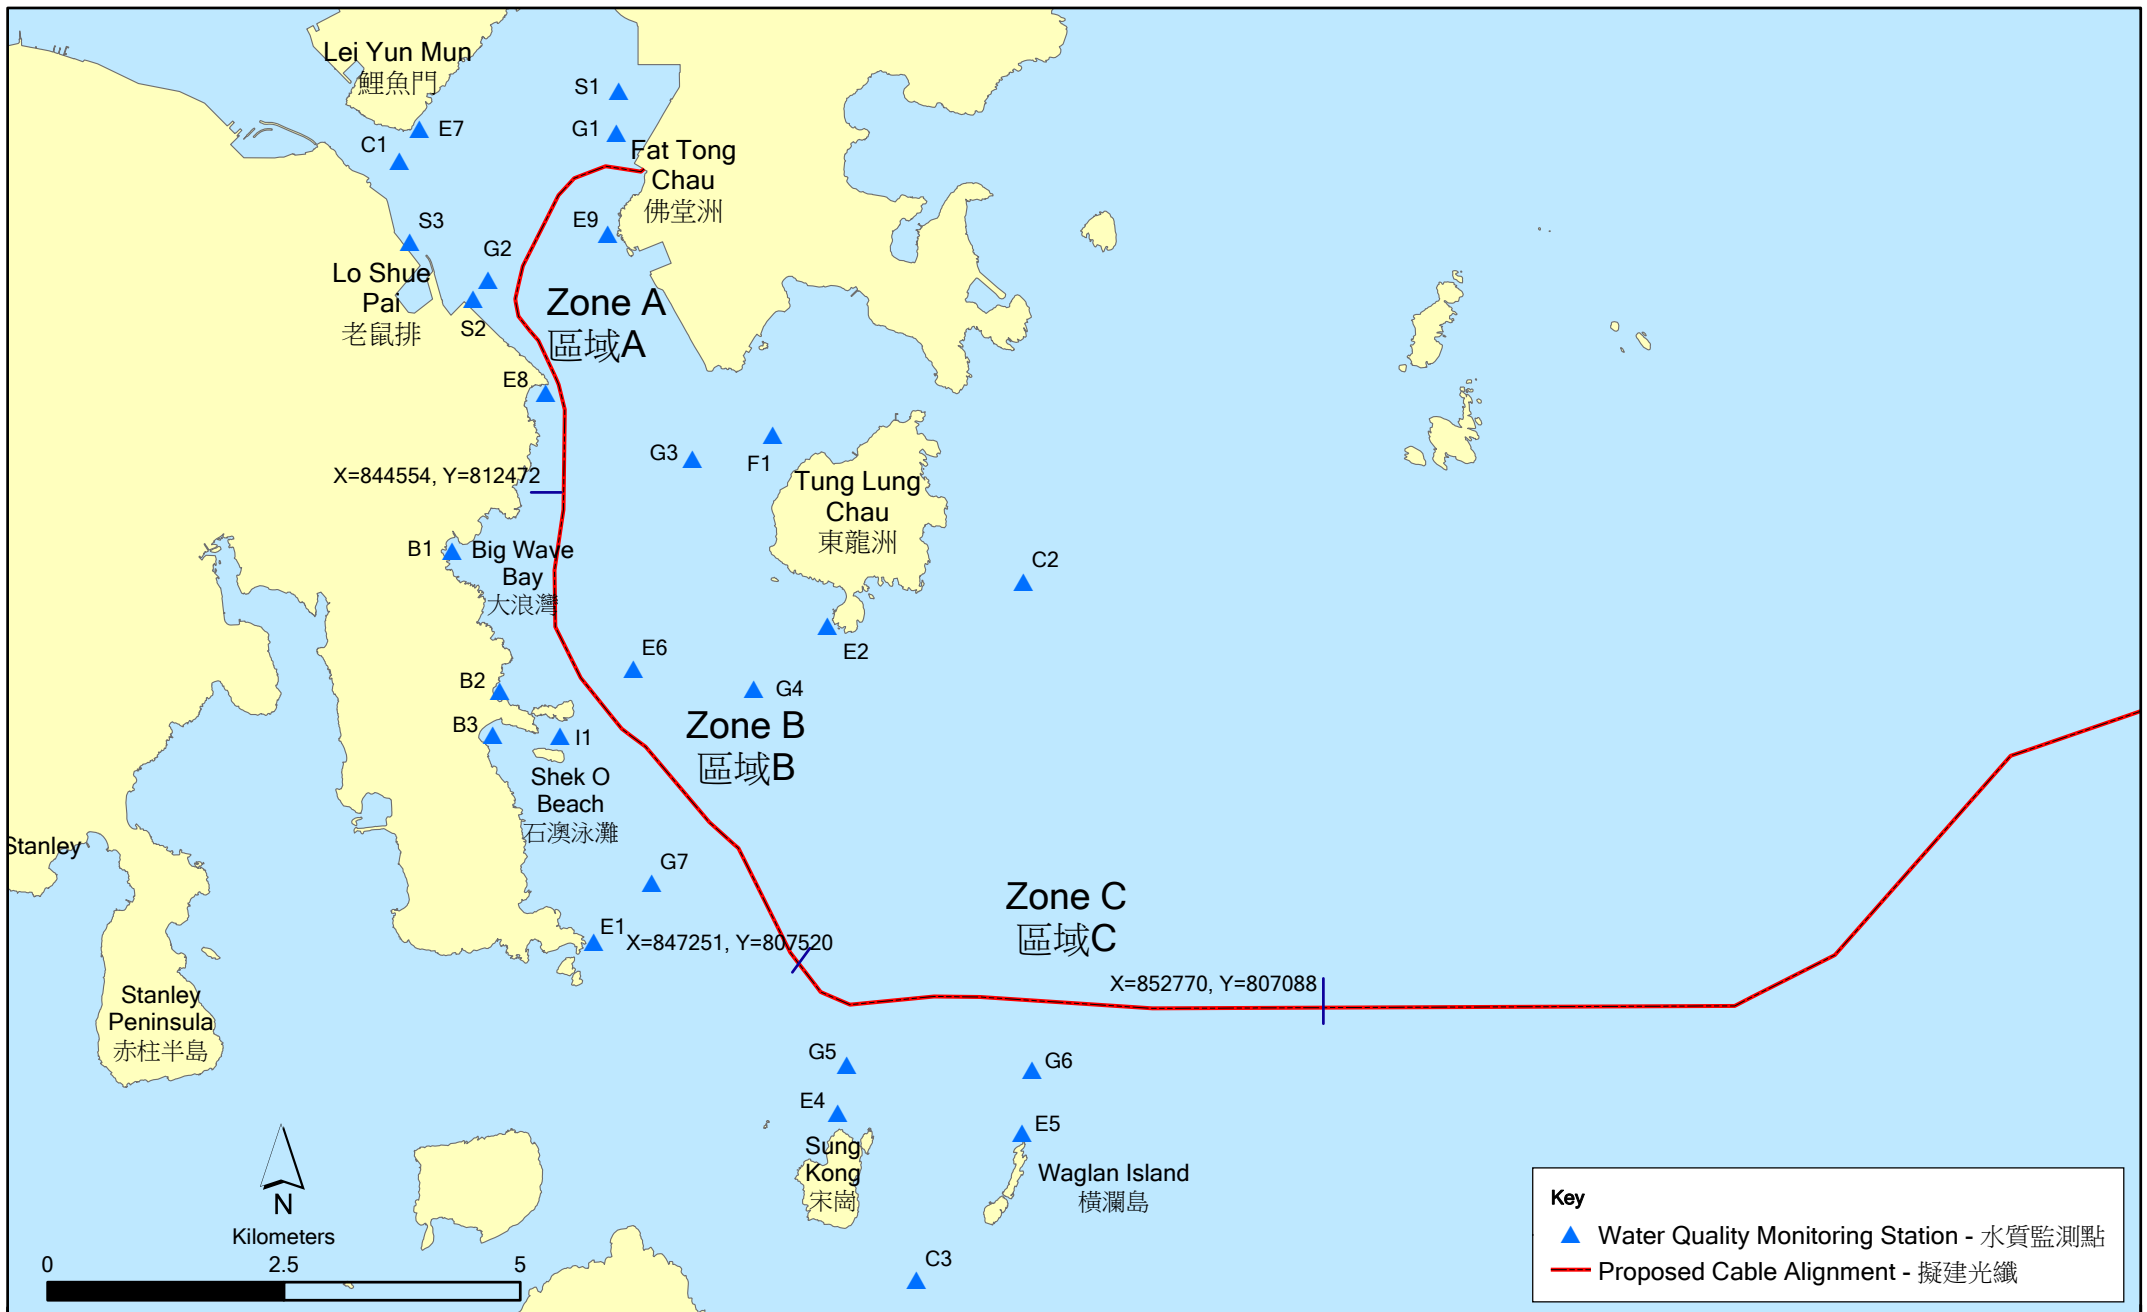 Lei Yun Mun
鯉魚門
S1
E7
G1
C1
Fat Tong
Chau
佛堂洲
S3
E9
G2
Lo Shue
Pai
老鼠排
S2
Zone A
區域A
E8
G3
F1
X=844554, Y=812472
Tung Lung
Chau
東龍洲
B1
Big Wave
Bay
大浪灣
C2
E6
E2
B2
G4
B3
I1
Zone B
區域B
Shek O
Beach
石澳泳灘
Stanley
G7
Zone C
區域C
E1
X=847251, Y=807520
X=852770, Y=807088
Stanley
Peninsula
赤柱半島
G5
G6
E4
E5
Sung
Kong
宋崗
Waglan Island
橫瀾島
N
Kilometers
0 2.5 5
C3
Key
Water Quality Monitoring Station - 水質監測點
Proposed Cable Alignment - 擬建光纖